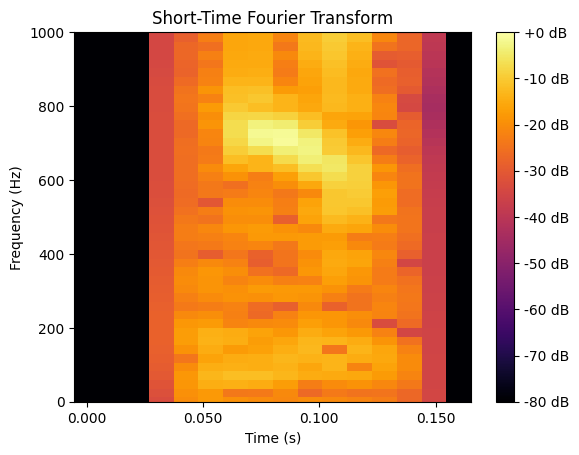 Short-Time Fourier Transform
1000
800
600
400
200
0
Frequency (Hz)
0.000
0.050
0.100
0.150
Time (s)
+0 dB
-10 dB
-20 dB
-30 dB
-40 dB
-50 dB
-60 dB
-70 dB
-80 dB